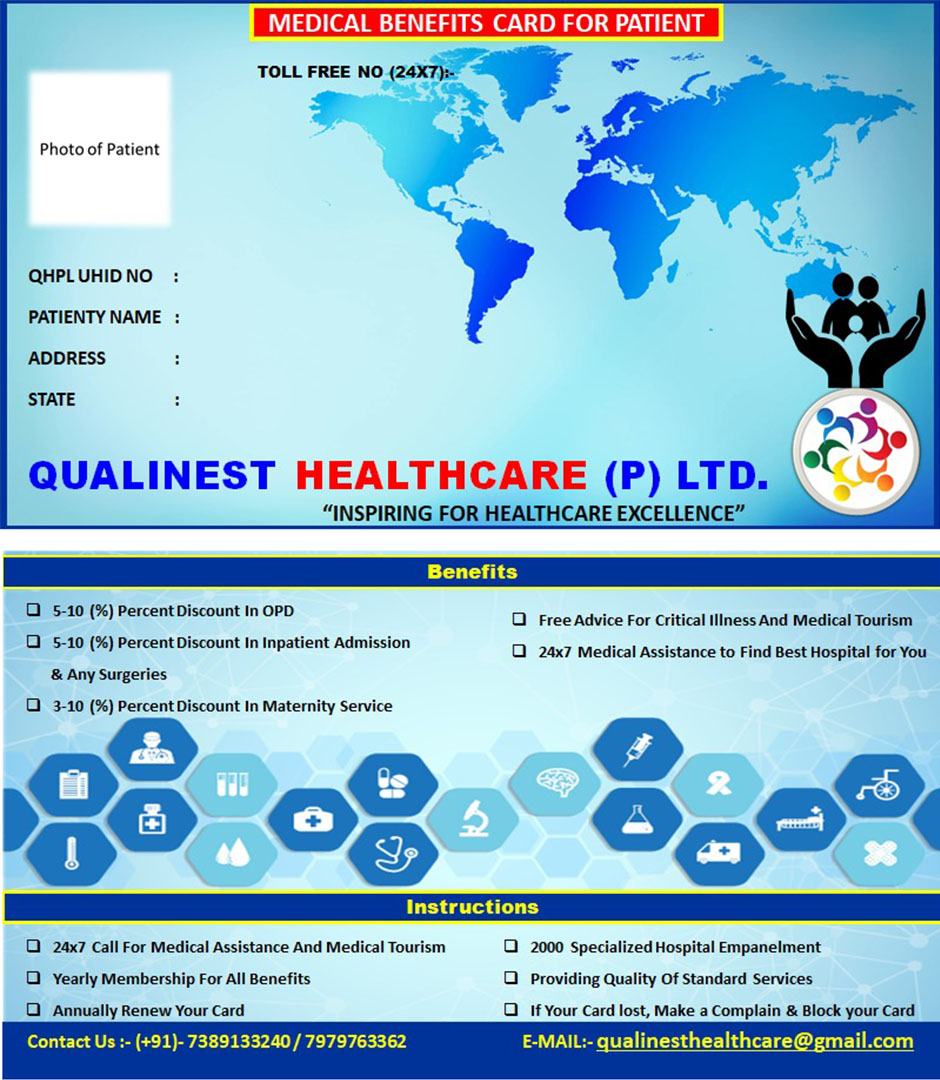 MEDICAL BENEFITS CARD FOR PATIENT
TOLL FREE NO (24X7):-
Photo of Patient
QHPL UHID NO :
PATIENTY NAME :
ADDRESS :
STATE :
QUALINEST HEALTHCARE (P) LTD.
“INSPIRING FOR HEALTHCARE EXCELLENCE”
Benefits
❑ 5-10 (%) Percent Discount In OPD
❑ 5-10 (%) Percent Discount In Inpatient Admission
& Any Surgeries
❑ 3-10 (%) Percent Discount In Maternity Service
❑ Free Advice For Critical Illness And Medical Tourism
❑ 24x7 Medical Assistance to Find Best Hospital for You
Instructions
❑ 24x7 Call For Medical Assistance And Medical Tourism
❑ Yearly Membership For All Benefits
❑ Annually Renew Your Card
❑ 2000 Specialized Hospital Empanelment
❑ Providing Quality Of Standard Services
❑ If Your Card lost, Make a Complain & Block your Card
Contact Us :- (+91)- 7389133240 / 7979763362
E-MAIL:- qualinesthealthcare@gmail.com